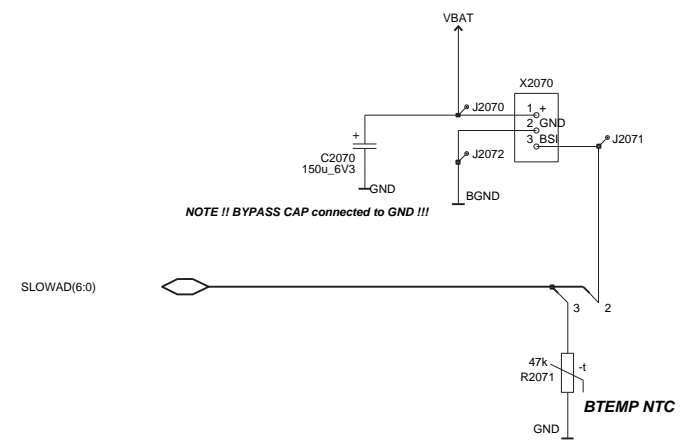 VBAT
X2070
J2070
1 +
2 GND
3 BSI
J2071
J2072
+
C2070
150u_6V3
GND
BGND
NOTE !! BYPASS CAP connected to GND !!!
SLOWAD(6:0)
3
2
47k
-t
R2071
BTEMP NTC
GND